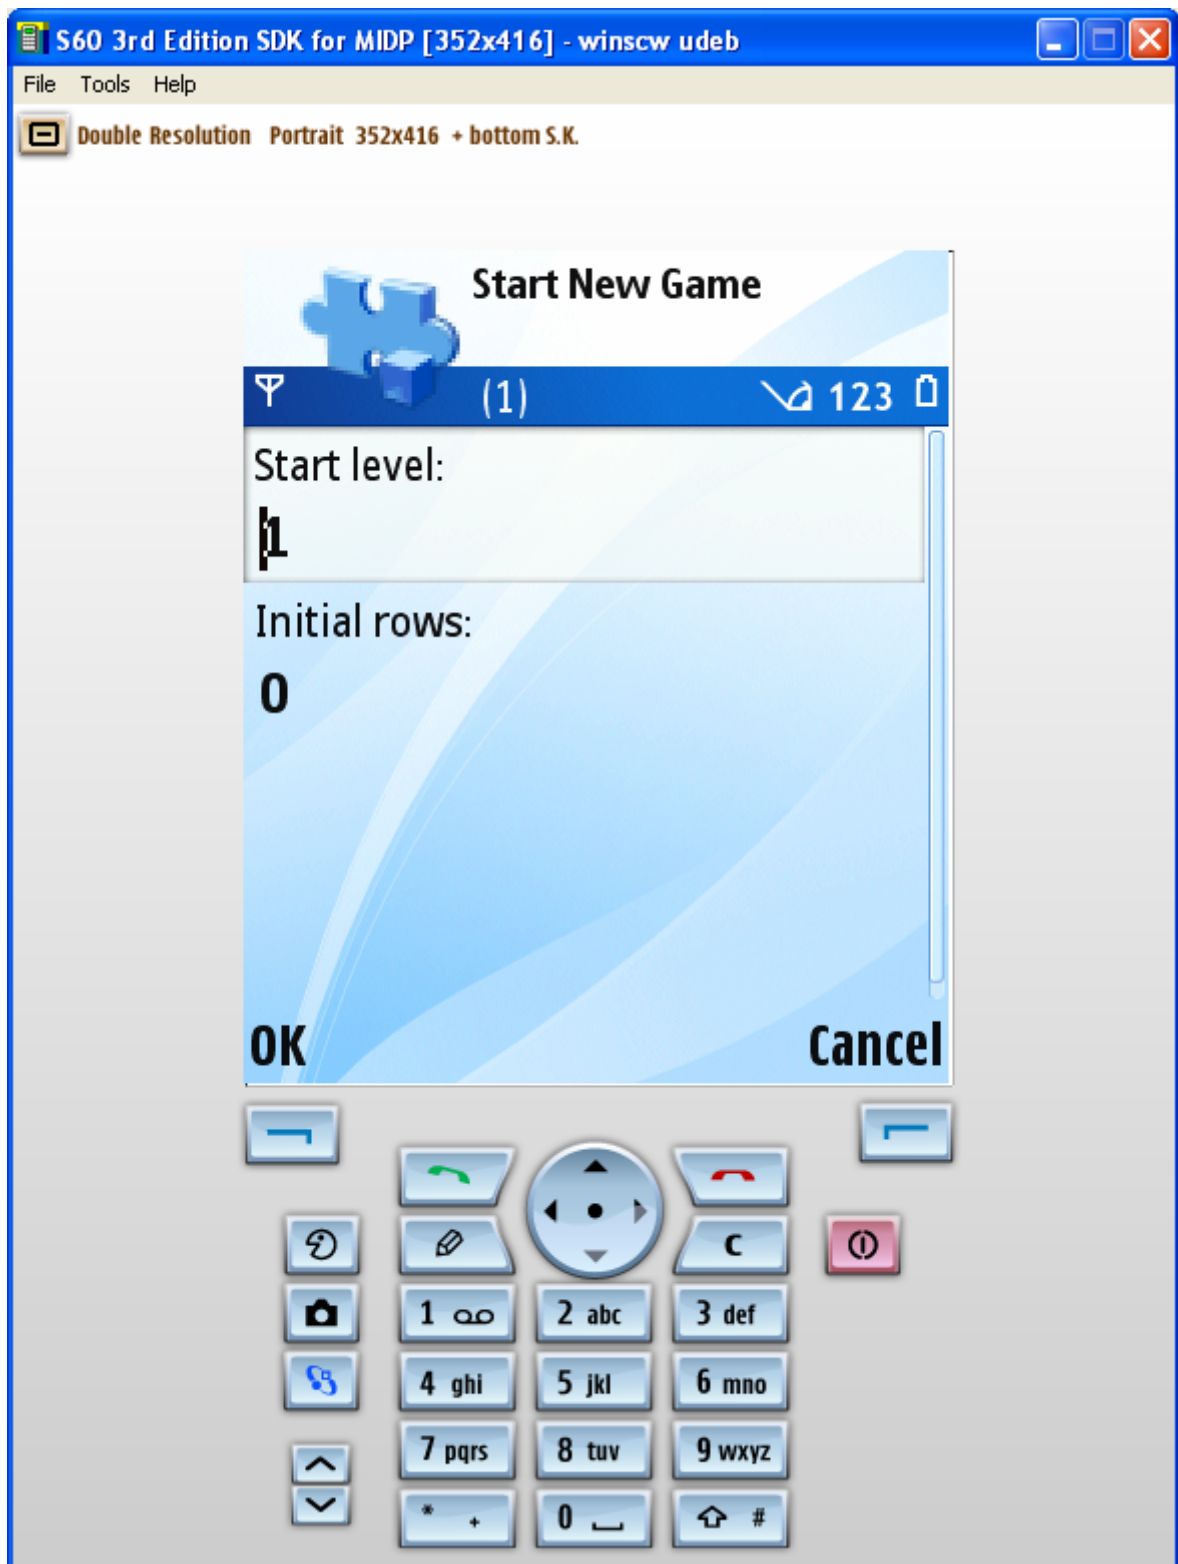 S60 3rd Edition SDK for MIDP [352x416] - winscw udeb
File Tools Help
Double Resolution Portrait 352x416 + bottom S.K.
Start New Game
(1) 123
Start level:
1
Initial rows:
0
OK Cancel
C
1 2 abc 3 def
4 ghi 5 jkl 6 mno
7 pqrs 8 tuv 9 wxyz
* + 0 #